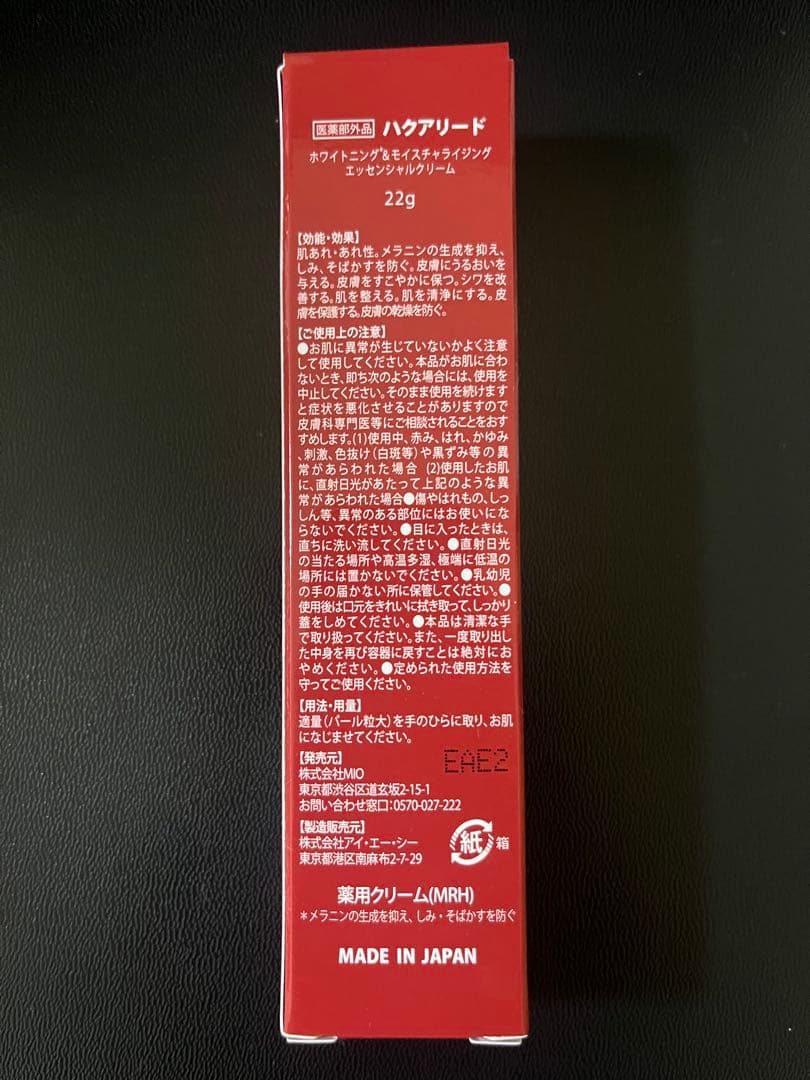 医薬部外品 ハクアリード
ホワイトニング*&モイスチャライジング
エッセンシャルクリーム
22g
【効能・効果】
肌あれ・あれ性。メラニンの生成を抑え、
しみ、そばかすを防ぐ。皮膚にうるおいを
与える。皮膚をすこやかに保つ。シワを改
善する。肌を整える。肌を清浄にする。皮
膚を保護する。皮膚の乾燥を防ぐ。
【ご使用上の注意】
●お肌に異常が生じていないかよく注意
して使用してください。本品がお肌に合わ
ないとき、即ち次のような場合には、使用を
中止してください。そのまま使用を続けます
と症状を悪化させることがありますので
皮膚科専門医等にご相談されることをおす
すめします。(1)使用中、赤み、はれ、かゆみ
、刺激、色抜け(白斑等)や黒ずみ等の異
常があらわれた場合 (2)使用したお肌
に、直射日光があたって上記のような異
常があらわれた場合●傷やはれもの、しっ
しん等、異常のある部位にはお使いにな
らないでください。●目に入ったときは、
直ちに洗い流してください。●直射日光
の当たる場所や高温多湿、極端に低温の
場所には置かないでください。●乳幼児
の手の届かない所に保管してください。●
使用後は口元をきれいに拭き取って、しっかり
蓋をしめてください。●本品は清潔な手
で取り扱ってください。また、一度取り出し
た中身を再び容器に戻すことは絶対にお
やめください。●定められた使用方法を
守ってご使用ください。
【用法・用量】
適量(パール粒大)を手のひらに取り、お肌
になじませてください。
【発売元】
株式会社MIO
東京都渋谷区道玄坂2-15-1
お問い合わせ窓口:0570-027-222
EAE2
【製造販売元】
株式会社アイ・エー・シー
東京都港区南麻布2-7-29
紙 箱
薬用クリーム(MRH)
*メラニンの生成を抑え、しみ・そばかすを防ぐ
MADE IN JAPAN